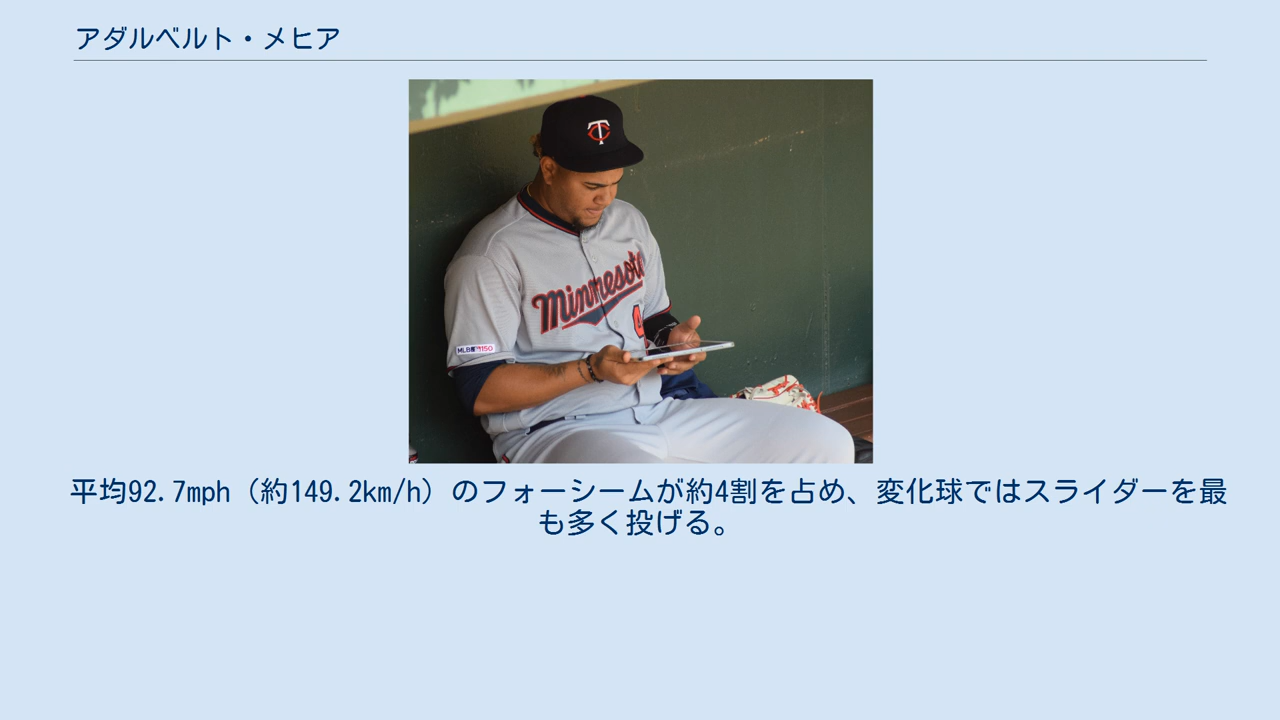 アダルベルト・メヒア
TC
Minnesota
MLB 150
平均92.7mph（約149.2km/h）のフォーシームが約4割を占め、変化球ではスライダーを最
も多く投げる。